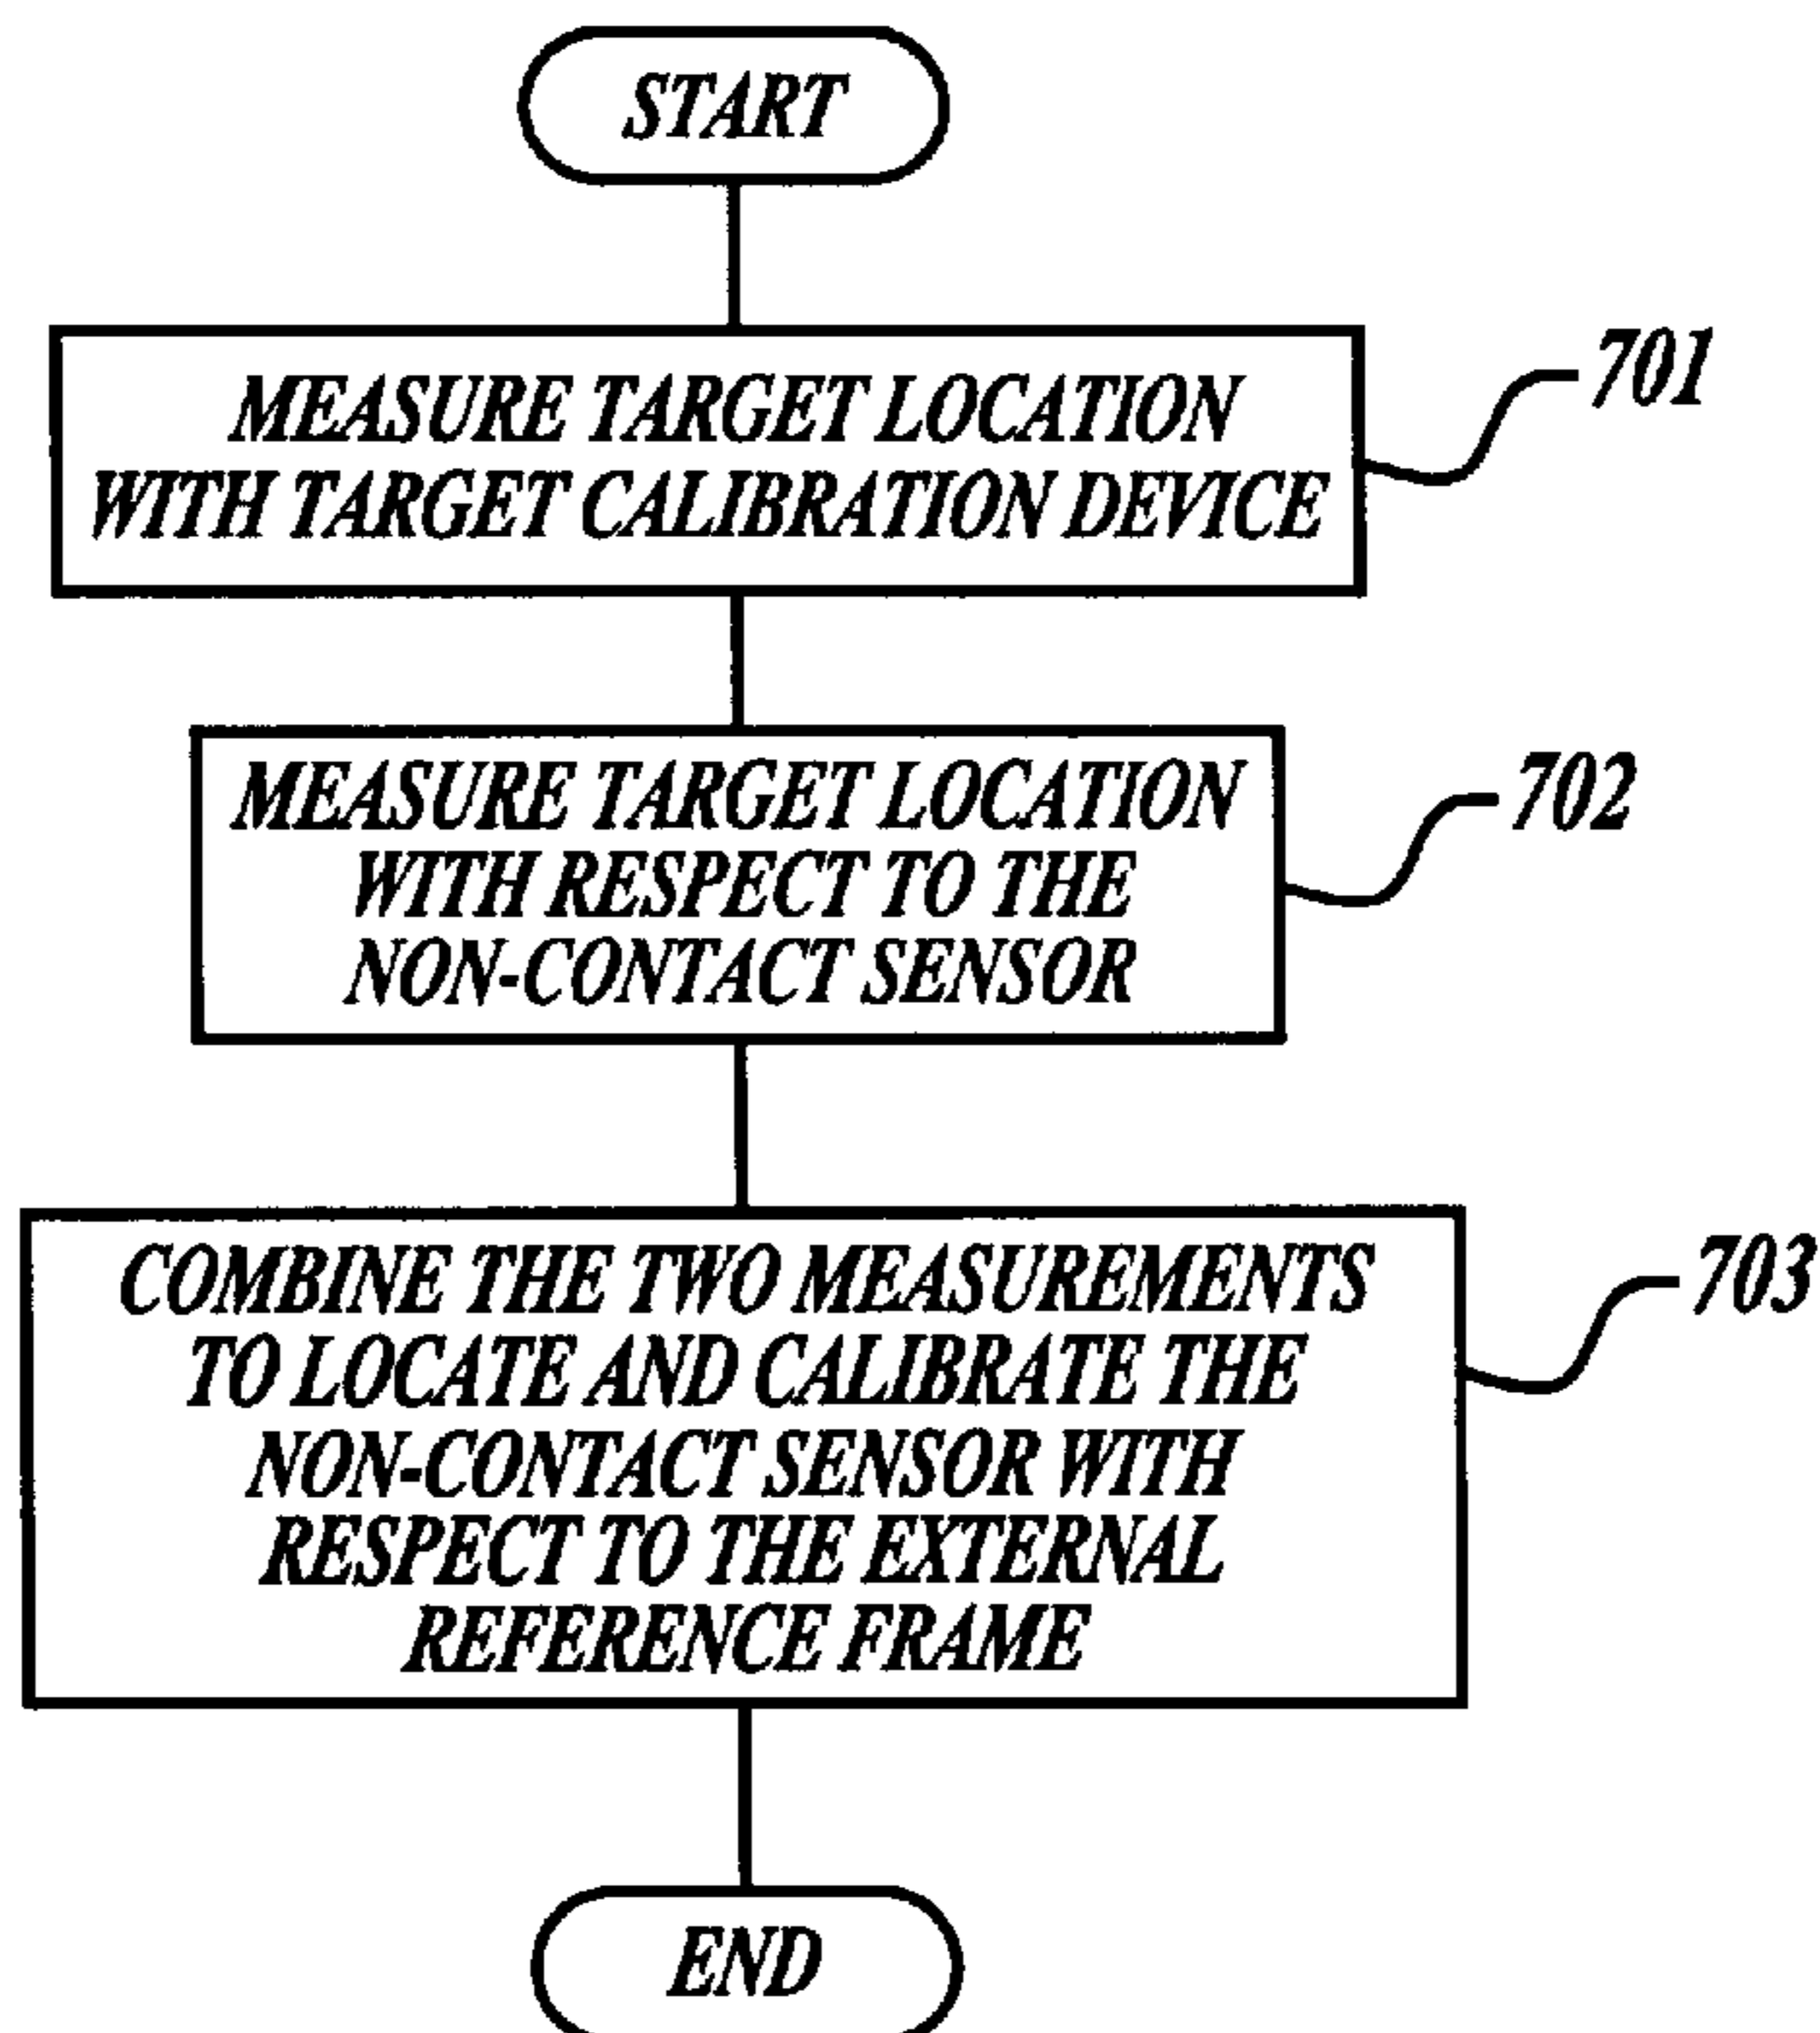 START
MEASURE TARGET LOCATION
WITH TARGET CALIBRATION DEVICE
701
MEASURE TARGET LOCATION
WITH RESPECT TO THE
NON-CONTACT SENSOR
702
COMBINE THE TWO MEASUREMENTS
TO LOCATE AND CALIBRATE THE
NON-CONTACT SENSOR WITH
RESPECT TO THE EXTERNAL
REFERENCE FRAME
703
END